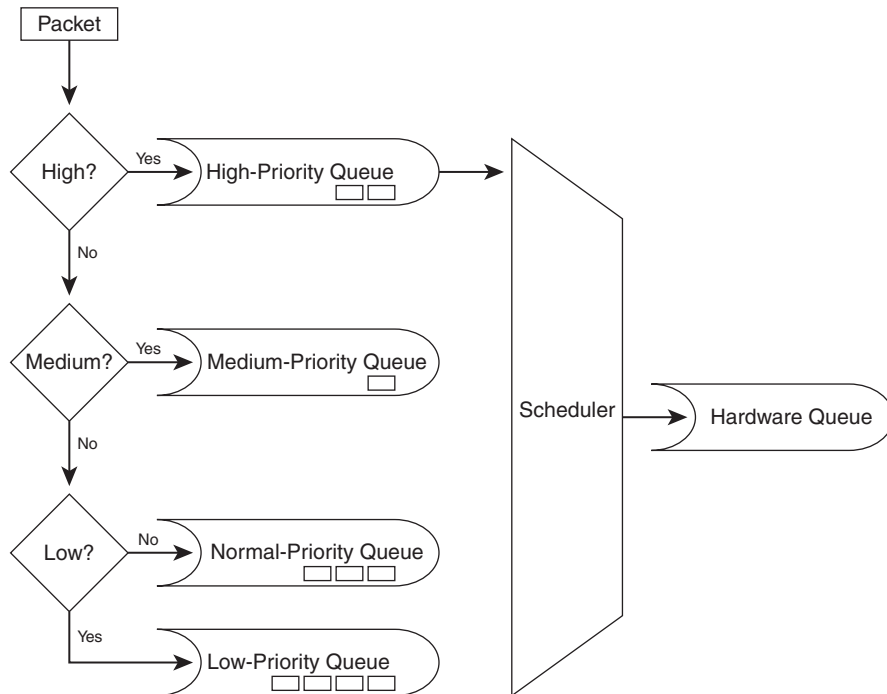 Packet
High?
Yes
High-Priority Queue
No
Medium?
Yes
Medium-Priority Queue
No
Scheduler
Hardware Queue
Low?
No
Normal-Priority Queue
Yes
Low-Priority Queue